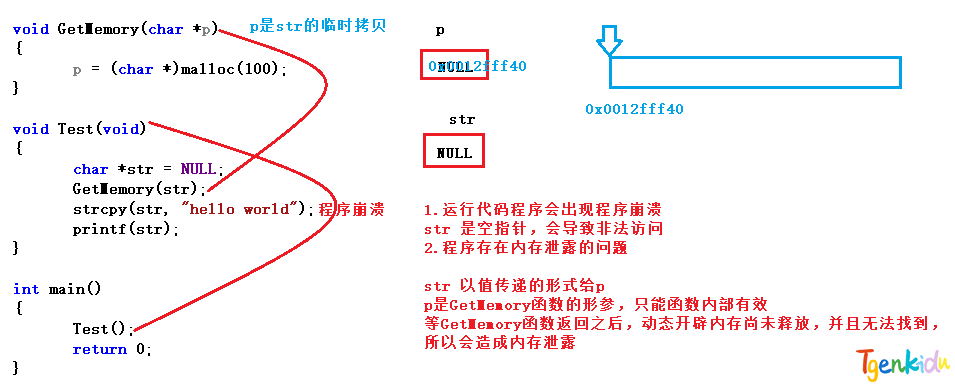 void GetMemory(char *p)
{
p = (char *)malloc(100);
}
void Test(void)
{
char *str = NULL;
GetMemory(str);
strcpy(str, "hello world");程序崩溃
printf(str);
}
int main()
{
Test();
return 0;
}
p是str的临时拷贝
p
NULL
0x0012fff40
0x0012fff40
str
NULL
1.运行代码程序会出现程序崩溃
str 是空指针，会导致非法访问
2.程序存在内存泄露的问题
str 以值传递的形式给p
p是GetMemory函数的形参，只能函数内部有效
等GetMemory函数返回之后，动态开辟内存尚未释放，并且无法找到，
所以会造成内存泄露
Tgenkidu